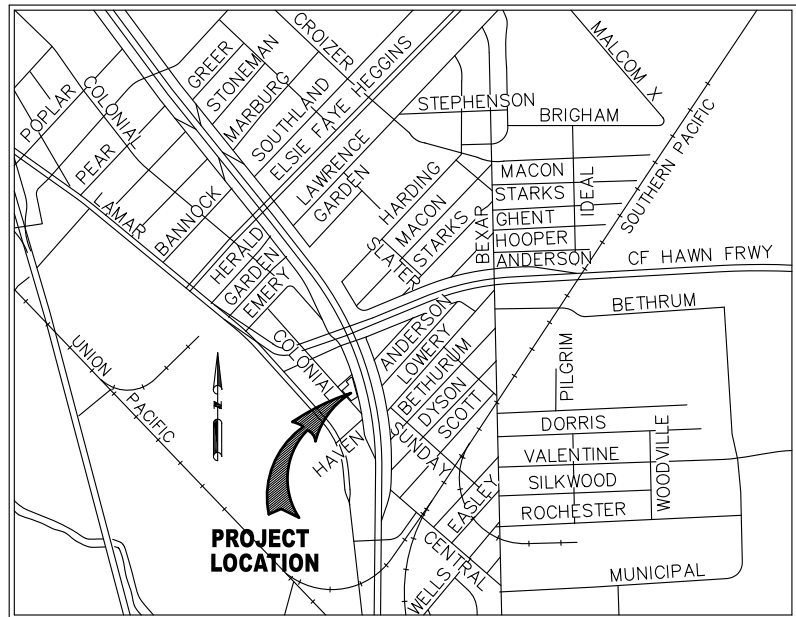 CROIZER
MALCOM X
GREER
STONEMAN
MARBURG
SOUTHLAND
ELSIE FAYE HEGGINS
COLONIAL
POPLAR
STEPHENSON
BRIGHAM
PEAR
LAMAR
BANNOCK
LAWRENCE
GARDEN
HARDING
MACON
STARKS
SLATER
BEXAR
MACON
STARKS
GHENT
HOOPER
ANDERSON
IDEAL
SOUTHERN PACIFIC
HERALD
GARDEN
EMERY
CF HAWN FRWY
BETHRUM
UNION PACIFIC
N
COLONIAL
ANDERSON
LOWERY
BETHURUM
DYSON
SCOTT
PILGRIM
HAVEN
SUNDAY
DORRIS
VALENTINE
SILKWOOD
ROCHESTER
WOODVILLE
EASLEY
CENTRAL
WELLS
MUNICIPAL
PROJECT
LOCATION